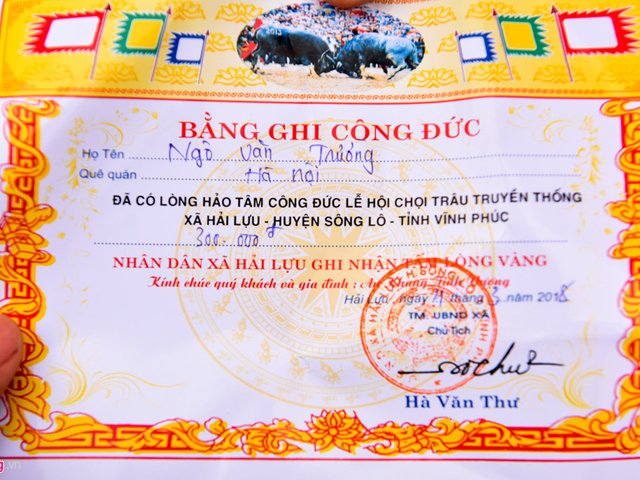 2013
BẰNG GHI CÔNG ĐỨC
Họ Tên Ngô Văn Trưởng
Quê quán Hà Nội
ĐÃ CÓ LÒNG HẢO TÂM CÔNG ĐỨC LỄ HỘI CHỌI TRÂU TRUYỀN THỐNG
XÃ HẢI LỰU - HUYỆN SÔNG LÔ - TỈNH VĨNH PHÚC
300.000đ
NHÂN DÂN XÃ HẢI LỰU GHI NHẬN TẤM LÒNG VÀNG
Kính chúc quý khách và gia đình : An Khang Thịnh Vượng
Hải Lựu, ngày tháng 3 năm 2018
TM. UBND XÃ
Chủ Tịch
Hà Văn Thư